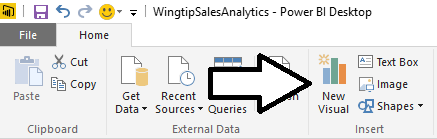 WingtipSalesAnalytics - Power BI Desktop
File Home
Paste
Cut
Copy
Clipboard
Get Data
Recent Sources
Queries
External Data
New Visual
Text Box
Image
Shapes
Insert